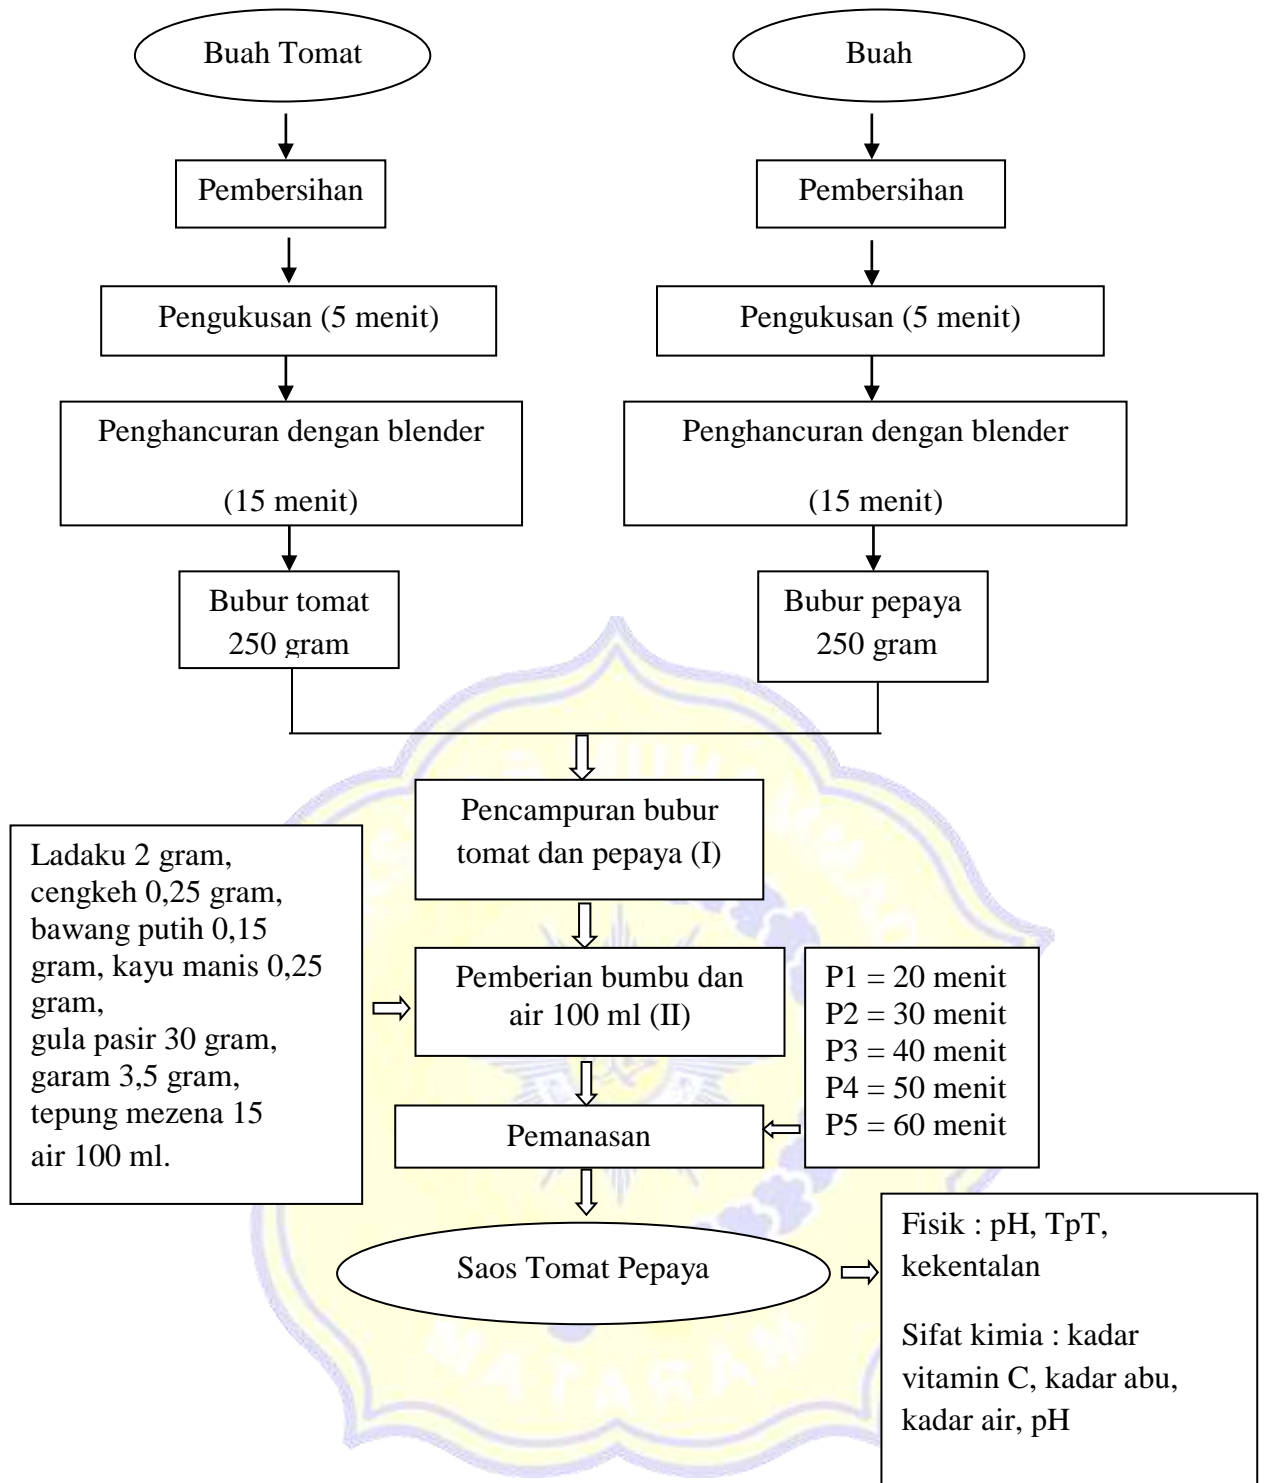 Buah Tomat
Buah
Pembersihan
Pembersihan
Pengukusan (5 menit)
Pengukusan (5 menit)
Penghancuran dengan blender
(15 menit)
Penghancuran dengan blender
(15 menit)
Bubur tomat
250 gram
Bubur pepaya
250 gram
Pencampuran bubur
tomat dan pepaya (I)
Ladaku 2 gram,
cengkeh 0,25 gram,
bawang putih 0,15
gram, kayu manis 0,25
gram,
gula pasir 30 gram,
garam 3,5 gram,
tepung mezena 15
air 100 ml.
Pemberian bumbu dan
air 100 ml (II)
P1 = 20 menit
P2 = 30 menit
P3 = 40 menit
P4 = 50 menit
P5 = 60 menit
Pemanasan
Saos Tomat Pepaya
Fisik : pH, TpT,
kekentalan
Sifat kimia : kadar
vitamin C, kadar abu,
kadar air, pH
MATARAM